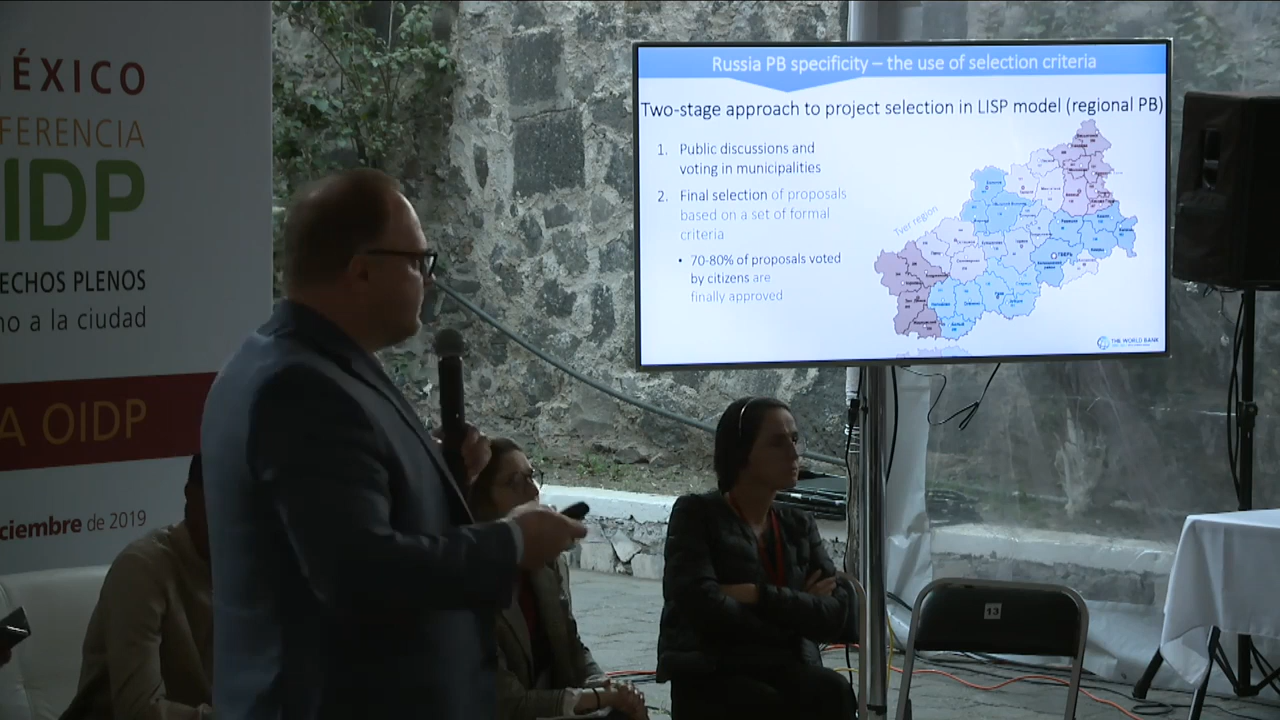 ÉXICO
FERENCIA
IDP
ECHOS PLENOS
no a la ciudad
A OIDP
ciembre de 2019
Russia PB specificity – the use of selection criteria
Two-stage approach to project selection in LISP model (regional PB)
1. Public discussions and
voting in municipalities
2. Final selection of proposals
based on a set of formal
criteria
• 70-80% of proposals voted
by citizens are
finally approved
Tver region
ТВЕРЬ
THE WORLD BANK
13